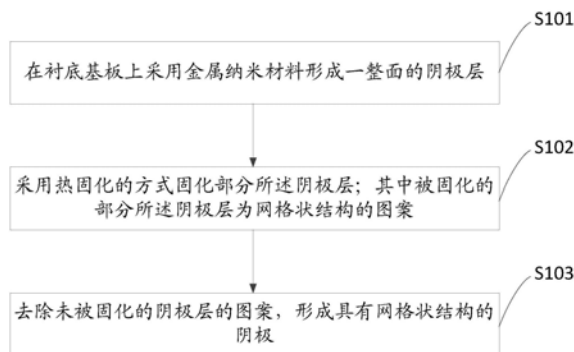 S101
在衬底基板上采用金属纳米材料形成一整面的阴极层
S102
采用热固化的方式固化部分所述阴极层；其中被固化的
部分所述阴极层为网格状结构的图案
S103
去除未被固化的阴极层的图案，形成具有网格状结构的
阴极